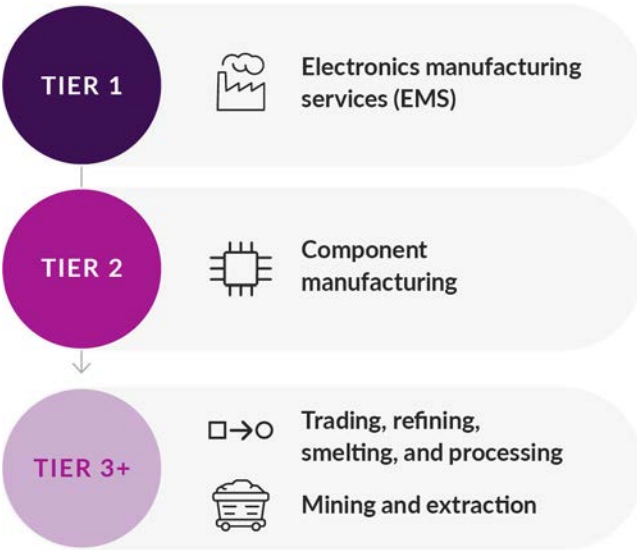 TIER 1
Electronics manufacturing
services (EMS)
TIER 2
Component
manufacturing
TIER 3+
Trading, refining,
smelting, and processing
Mining and extraction